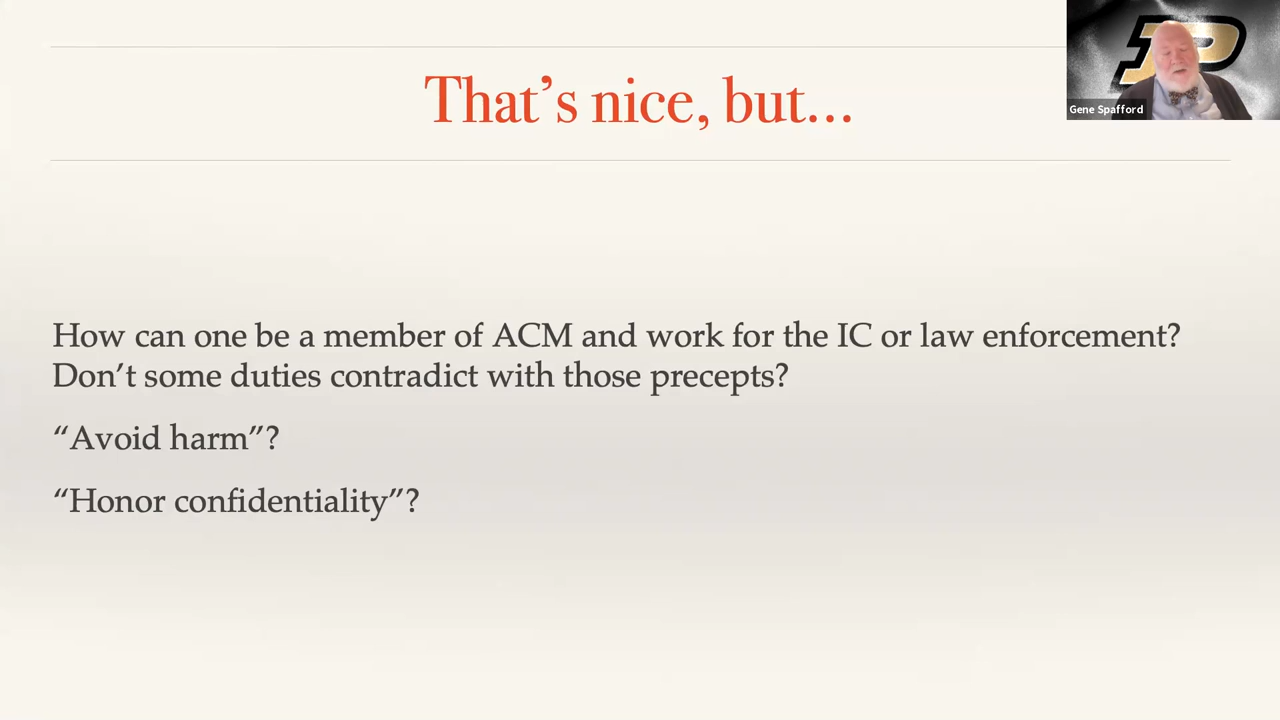 That’s nice, but...
Gene Spafford
How can one be a member of ACM and work for the IC or law enforcement?
Don’t some duties contradict with those precepts?
“Avoid harm”?
“Honor confidentiality”?